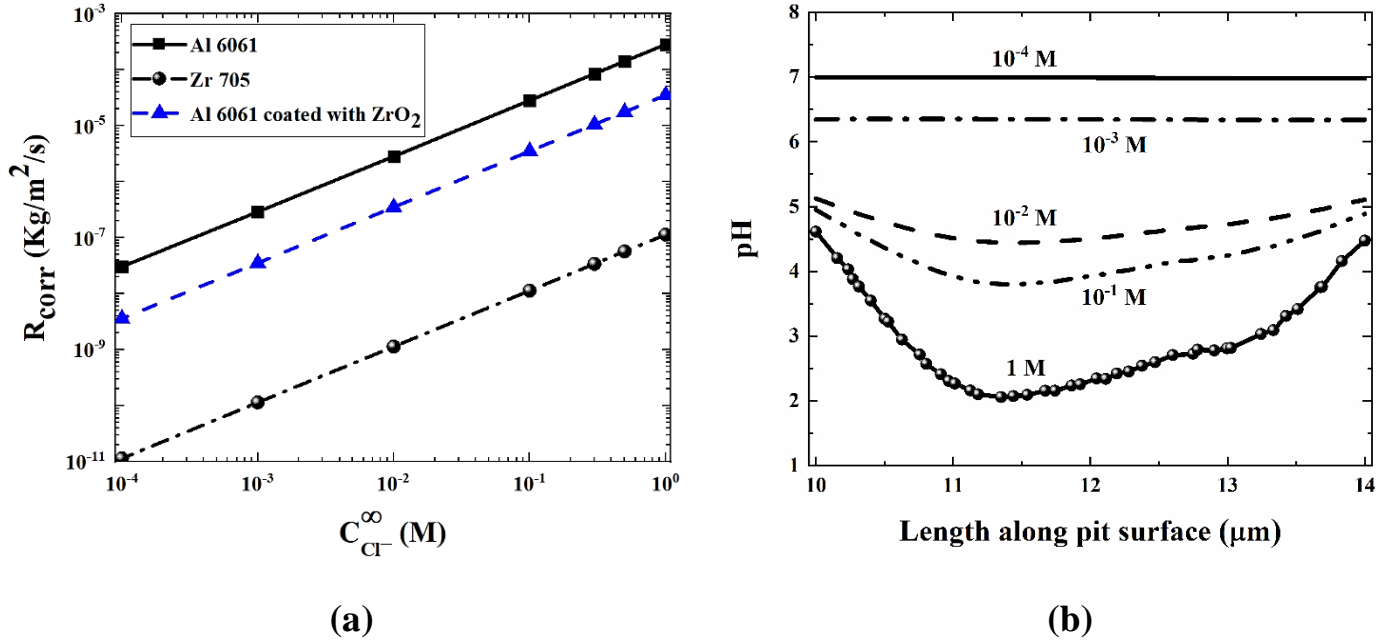 10⁻³
10⁻⁵
10⁻⁷
10⁻⁹
10⁻¹¹
R_corr (Kg/m²/s)
Al 6061
Zr 705
Al 6061 coated with ZrO₂
10⁻⁴ 10⁻³ 10⁻² 10⁻¹ 10⁰
C^∞_Cl⁻ (M)
(a)
8
7
6
5
4
3
2
1
pH
10⁻⁴ M
10⁻³ M
10⁻² M
10⁻¹ M
1 M
10 11 12 13 14
Length along pit surface (μm)
(b)